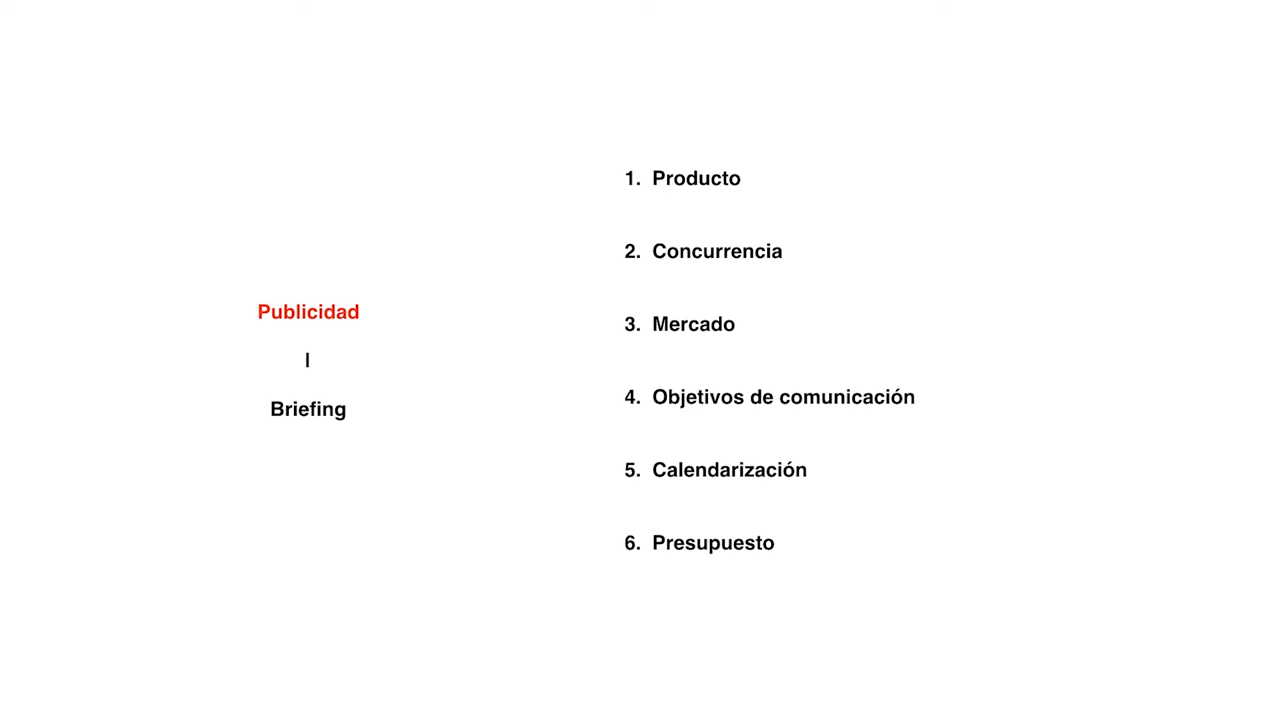 Publicidad
|
Briefing
1. Producto
2. Concurrencia
3. Mercado
4. Objetivos de comunicación
5. Calendarización
6. Presupuesto